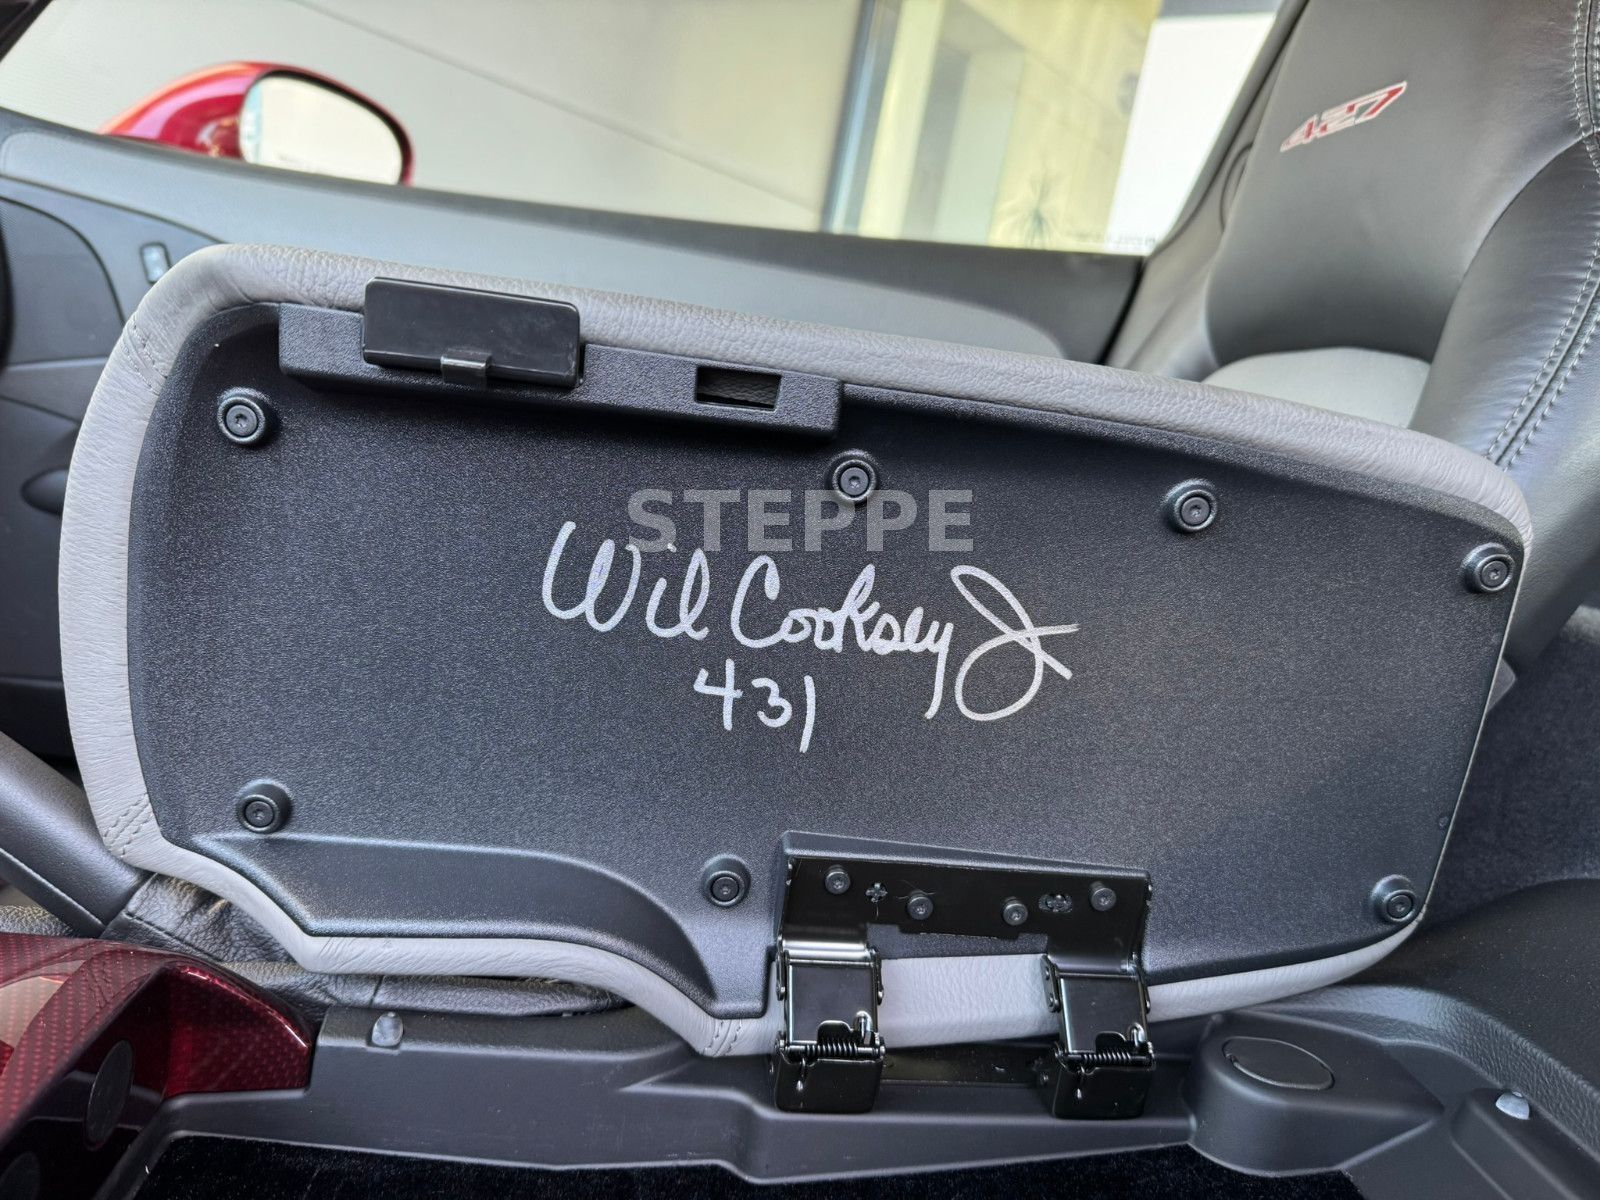 427
STEPPE
Wil Cooksey Jr
431